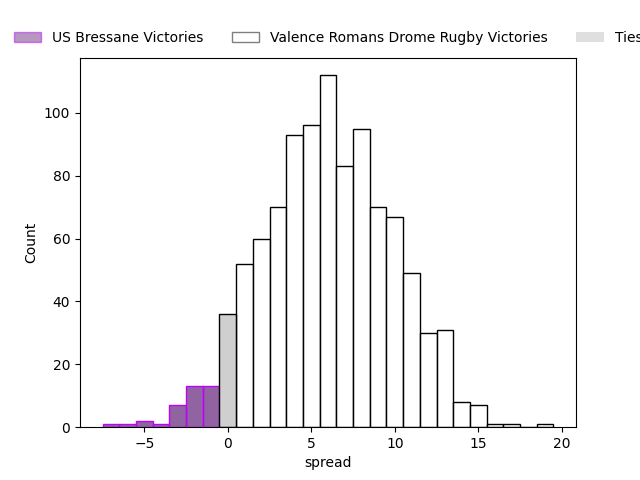 US Bressane Victories Valence Romans Drome Rugby Victories Ties
100
80
60
40
20
0
Count
−5 0 5 10 15 20
spread